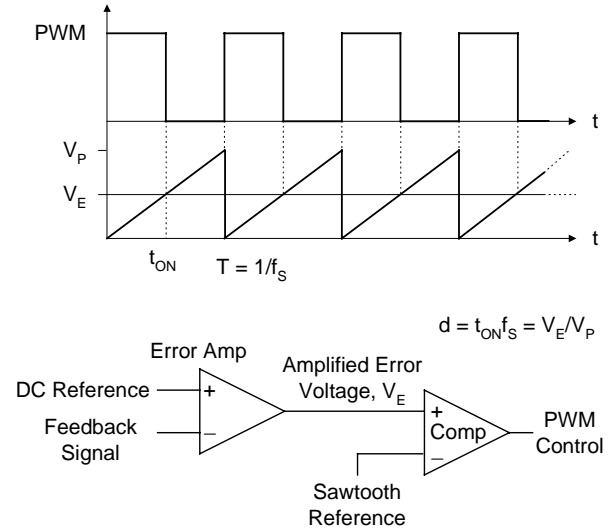 PWM
t
V_P
V_E
t
t_ON
T = 1/f_S
d = t_ON f_S = V_E/V_P
Error Amp
Amplified Error
Voltage, V_E
DC Reference
+
Feedback
Signal
−
+
Comp
−
PWM
Control
Sawtooth
Reference